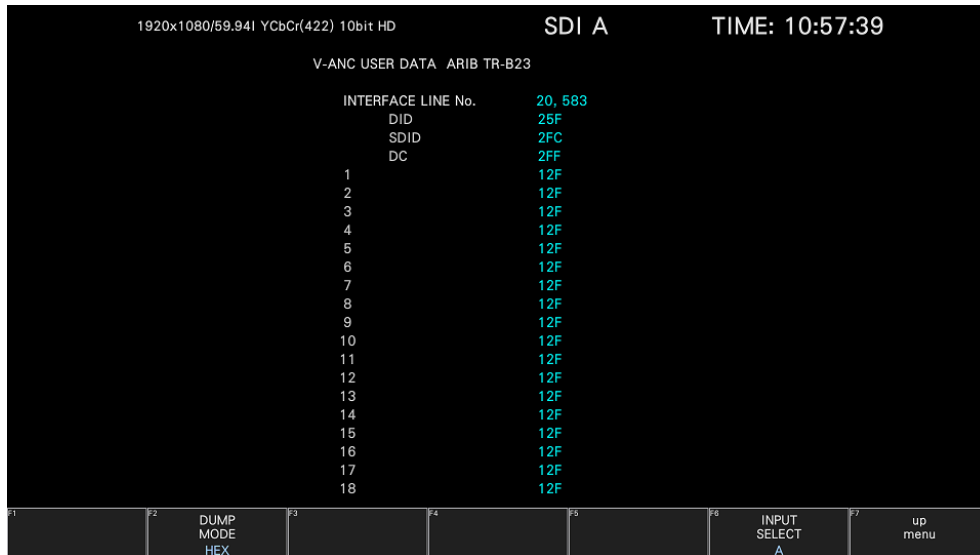 1920x1080/59.94I YCbCr(422) 10bit HD SDI A TIME: 10:57:39
V-ANC USER DATA ARIB TR-B23
INTERFACE LINE No. 20, 583
DID 25F
SDID 2FC
DC 2FF
1 12F
2 12F
3 12F
4 12F
5 12F
6 12F
7 12F
8 12F
9 12F
10 12F
11 12F
12 12F
13 12F
14 12F
15 12F
16 12F
17 12F
18 12F
F1 F2 DUMP MODE HEX F3 F4 F5 F6 INPUT SELECT A F7 up menu